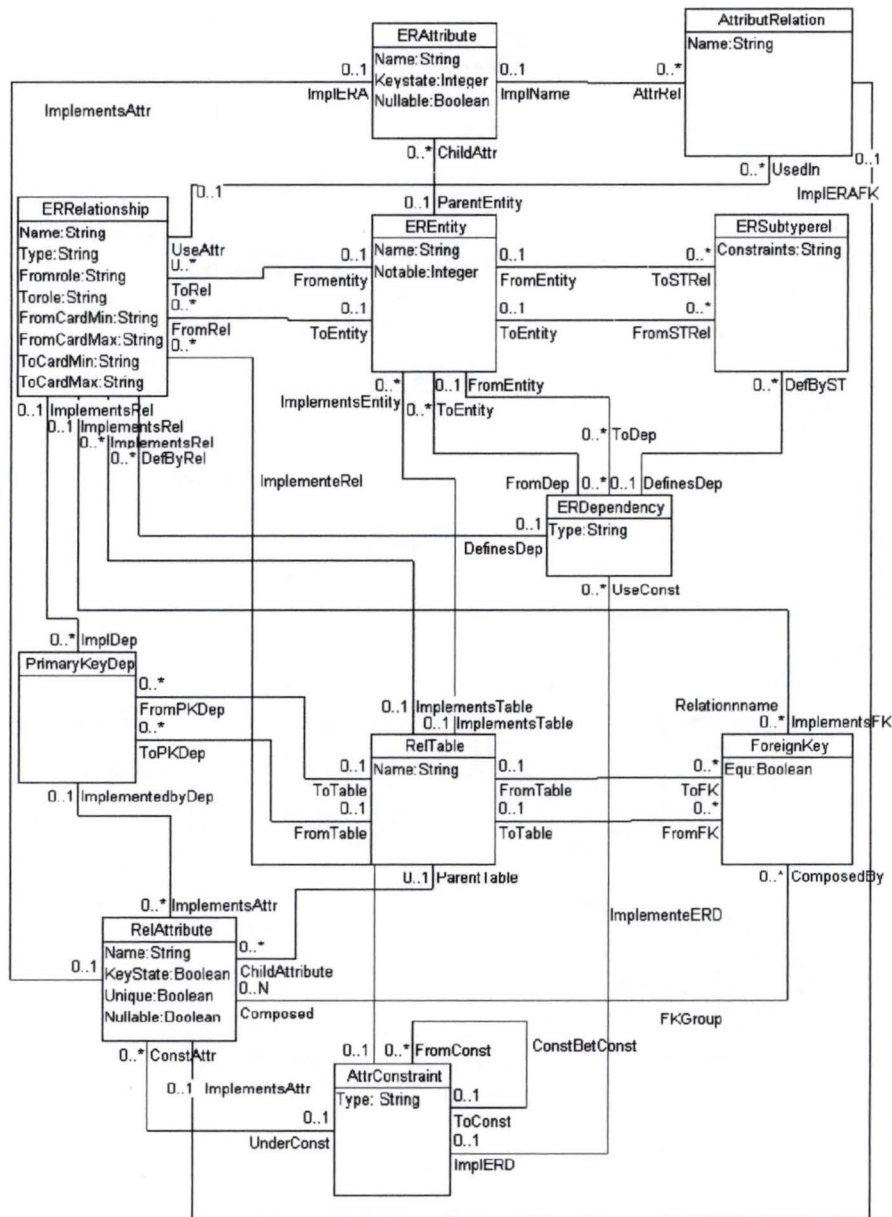 ERAttribute
Name:String
Keystate:Integer
Nullable:Boolean
AttributRelation
Name:String
0..1
ImplERA
0..1
ImplName
0..*
AttrRel
ImplementsAttr
0..* ChildAttr
0..* UsedIn
0..1
ImplERAFK
0..1
0..1 ParentEntity
ERRelationship
Name:String
Type:String
Fromrole:String
Torole:String
FromCardMin:String
FromCardMax:String
ToCardMin:String
ToCardMax:String
UseAttr
0..*
ToRel
0..*
FromRel
0..*
EREntity
Name:String
Notable:Integer
0..1
Fromentity
0..1
ToEntity
0..1
FromEntity
0..1
ToEntity
ERSubtyperel
Constraints:String
0..*
ToSTRel
0..*
FromSTRel
0..*
ImplementsEntity
0..1 FromEntity
0..* ToEntity
0..* DefByST
0..1 ImplementsRel
0..1 ImplementsRel
0..* ImplementsRel
0..* DefByRel
ImplementeRel
0..* ToDep
FromDep 0..*
0..1 DefinesDep
ERDependency
Type:String
0..1
DefinesDep
0..* UseConst
0..* ImplDep
PrimaryKeyDep
0..*
FromPKDep
0..*
ToPKDep
0..1 ImplementsTable
0..1 ImplementsTable
Relationnname
0..* ImplementsFK
RelTable
Name:String
0..1
ToTable
0..1
FromTable
0..1
FromTable
0..1
ToTable
ForeignKey
Equ:Boolean
0..*
ToFK
0..*
FromFK
0..1 ImplementedbyDep
0..1 ParentTable
0..* ComposedBy
0..* ImplementsAttr
ImplementeERD
RelAttribute
Name:String
KeyState:Boolean
Unique:Boolean
Nullable:Boolean
0..1
0..*
ChildAttribute
0..N
Composed
FKGroup
0..* ConstAttr
0..1 ImplementsAttr
0..1
0..* FromConst
ConstBetConst
AttrConstraint
Type: String
0..1
UnderConst
0..1
ToConst
0..1
ImplERD